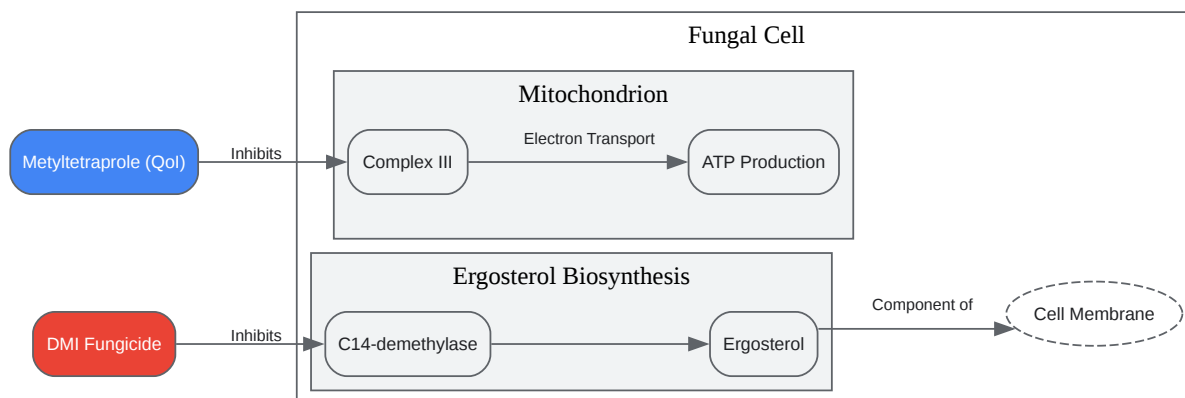 Fungal Cell
Mitochondrion
Metyltetraprole (QoI)
Inhibits
Complex III
Electron Transport
ATP Production
Ergosterol Biosynthesis
DMI Fungicide
Inhibits
C14-demethylase
Ergosterol
Component of
Cell Membrane